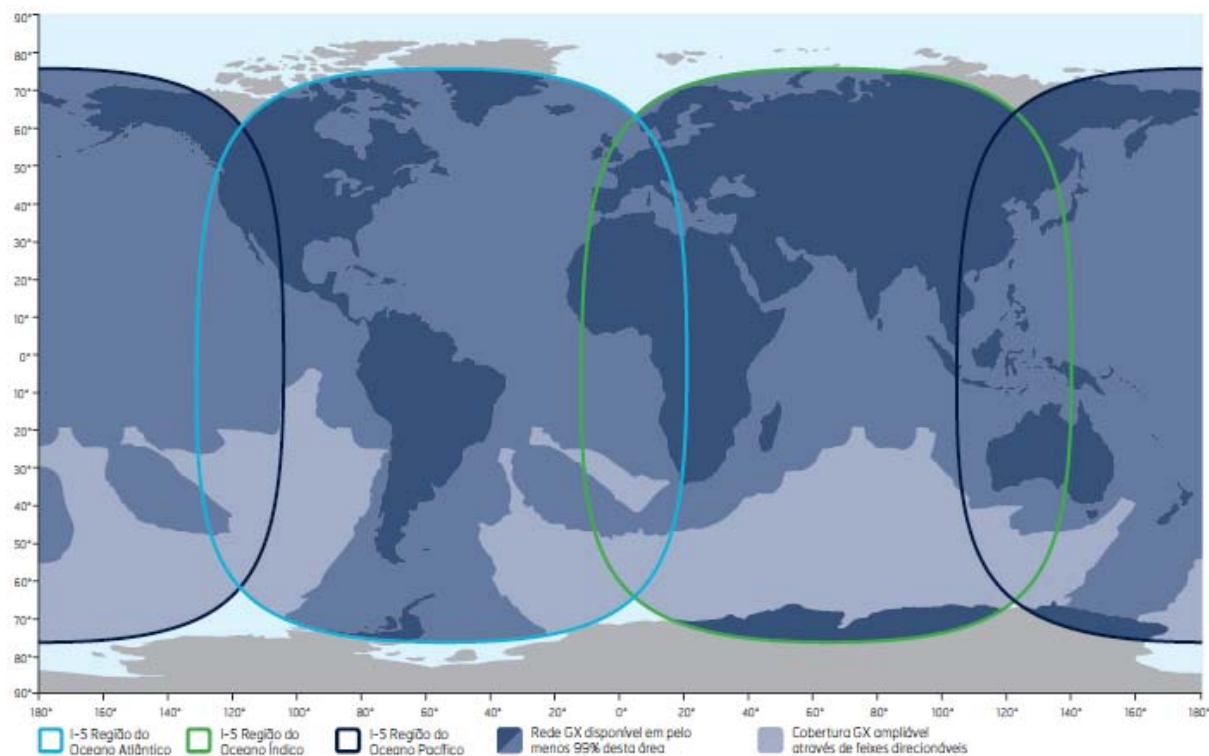 90°
80°
70°
60°
50°
40°
30°
20°
10°
0°
10°
20°
30°
40°
50°
60°
70°
80°
90°
180° 160° 140° 120° 100° 80° 60° 40° 20° 0° 20° 40° 60° 80° 100° 120° 140° 160° 180°
I-5 Região do
Oceano Atlântico
I-5 Região do
Oceano Índico
I-5 Região do
Oceano Pacífico
Rede GX disponível em pelo
menos 99% desta área
Cobertura GX ampliável
através de feixes direcionáveis